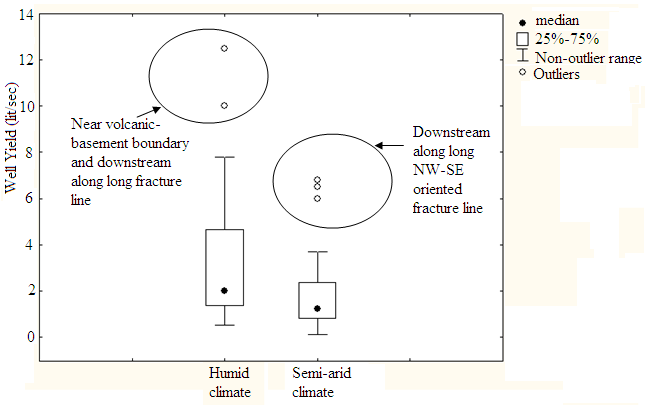 14
12
10
8
6
4
2
0
Well Yield (lit/sec)
Near volcanic-
basement boundary
and downstream
along long fracture
line
Downstream
along long
NW-SE
oriented
fracture line
median
25%-75%
Non-outlier range
Outliers
Humid
climate
Semi-arid
climate